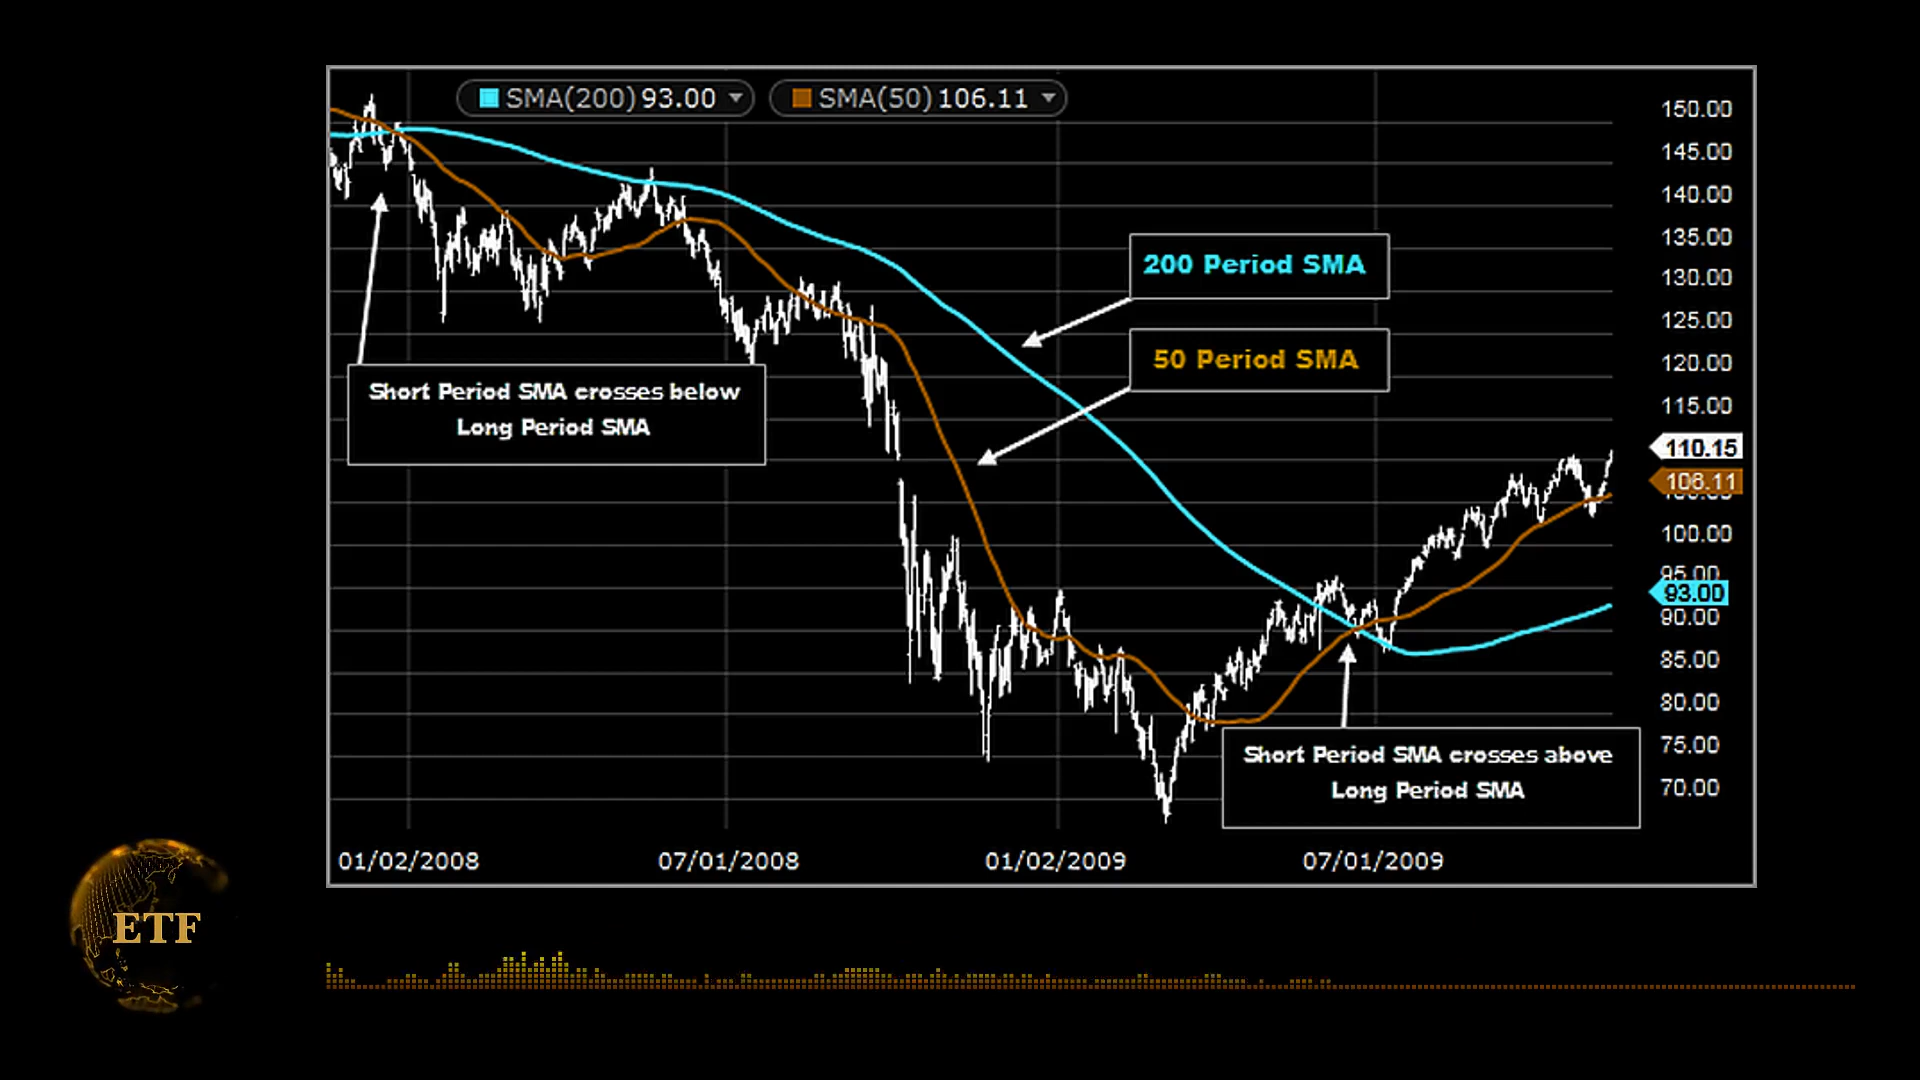 SMA(200) 93.00
SMA(50) 106.11
150.00
145.00
140.00
135.00
130.00
125.00
120.00
115.00
110.15
106.11
100.00
95.00
93.00
90.00
85.00
80.00
75.00
70.00
200 Period SMA
50 Period SMA
Short Period SMA crosses below
Long Period SMA
Short Period SMA crosses above
Long Period SMA
01/02/2008
07/01/2008
01/02/2009
07/01/2009
ETF